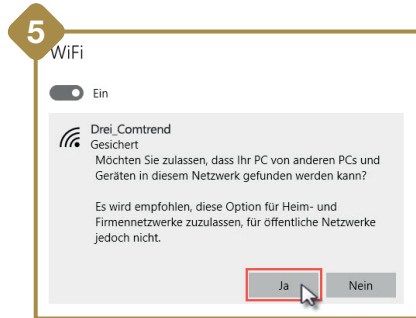 5
WiFi
Ein
Drei_Comtrend
Gesichert
Möchten Sie zulassen, dass Ihr PC von anderen PCs und
Geräten in diesem Netzwerk gefunden werden kann?
Es wird empfohlen, diese Option für Heim- und
Firmennetzwerke zuzulassen, für öffentliche Netzwerke
jedoch nicht.
Ja Nein